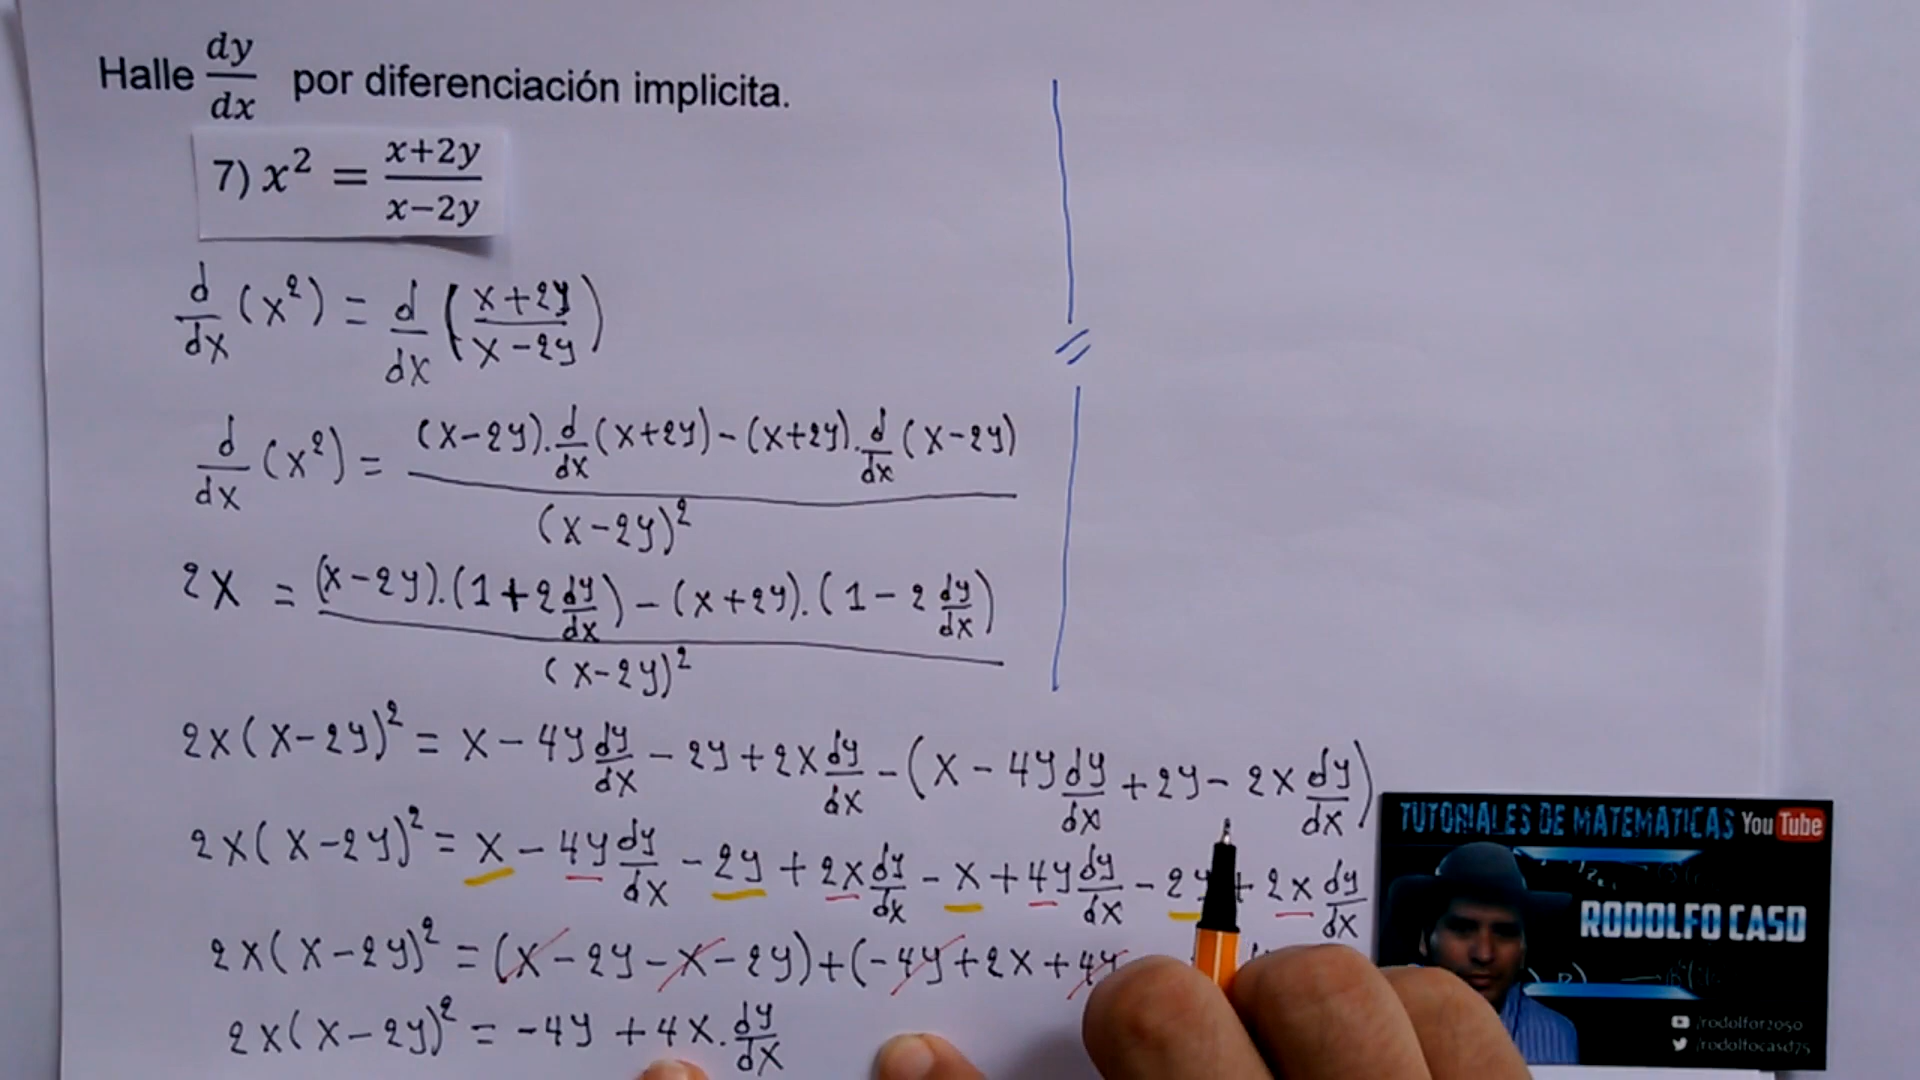 Halle dy/dx por diferenciación implicita.
7) x² = (x+2y)/(x−2y)
d/dx (x²) = d/dx ((x+2y)/(x−2y))
d/dx (x²) = ((x−2y). d/dx (x+2y) − (x+2y). d/dx (x−2y))/(x−2y)²
2x = ((x−2y).(1+2 dy/dx) − (x+2y).(1−2 dy/dx))/(x−2y)²
2x(x−2y)² = x − 4y dy/dx − 2y + 2x dy/dx − (x − 4y dy/dx + 2y − 2x dy/dx)
2x(x−2y)² = x − 4y dy/dx − 2y + 2x dy/dx − x + 4y dy/dx − 2y + 2x dy/dx
2x(x−2y)² = (x−2y−x−2y)+(−4y+2x+4y
2x(x−2y)² = −4y + 4x. dy/dx
TUTORIALES DE MATEMATICAS YouTube
RODOLFO CASD
/rodolfor2050
/rodolfocasd75